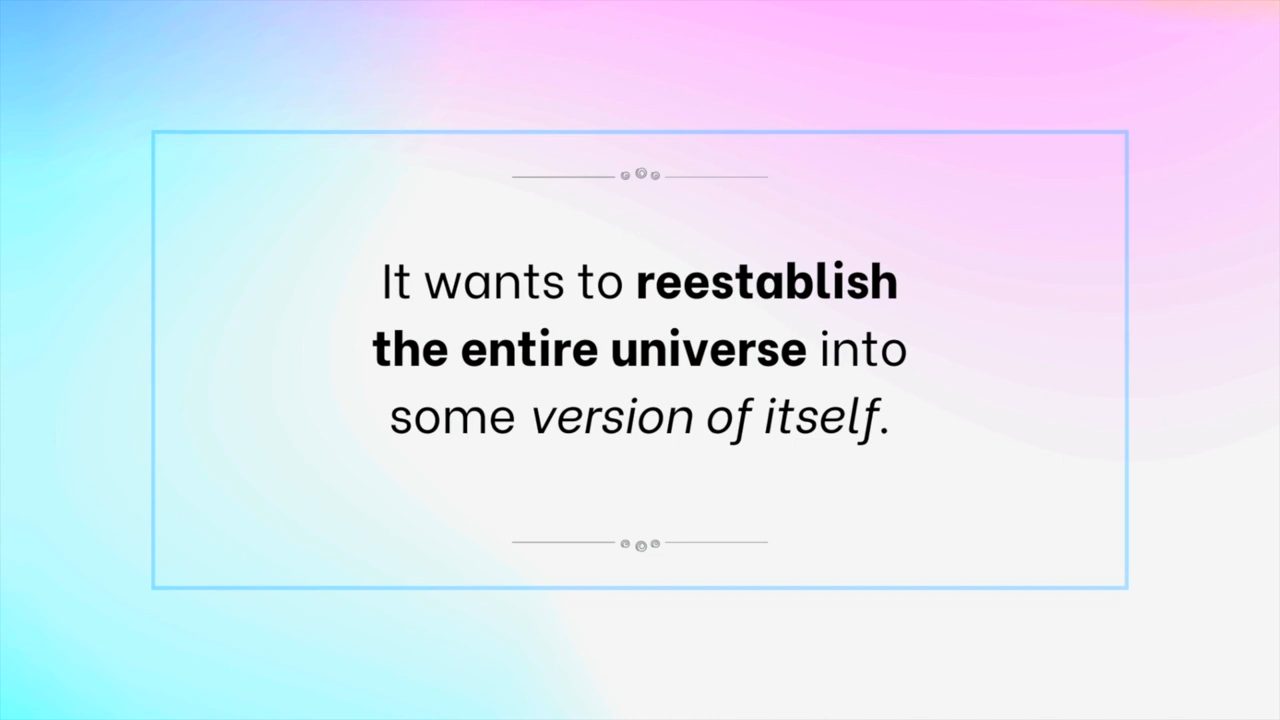 It wants to reestablish
the entire universe into
some version of itself.